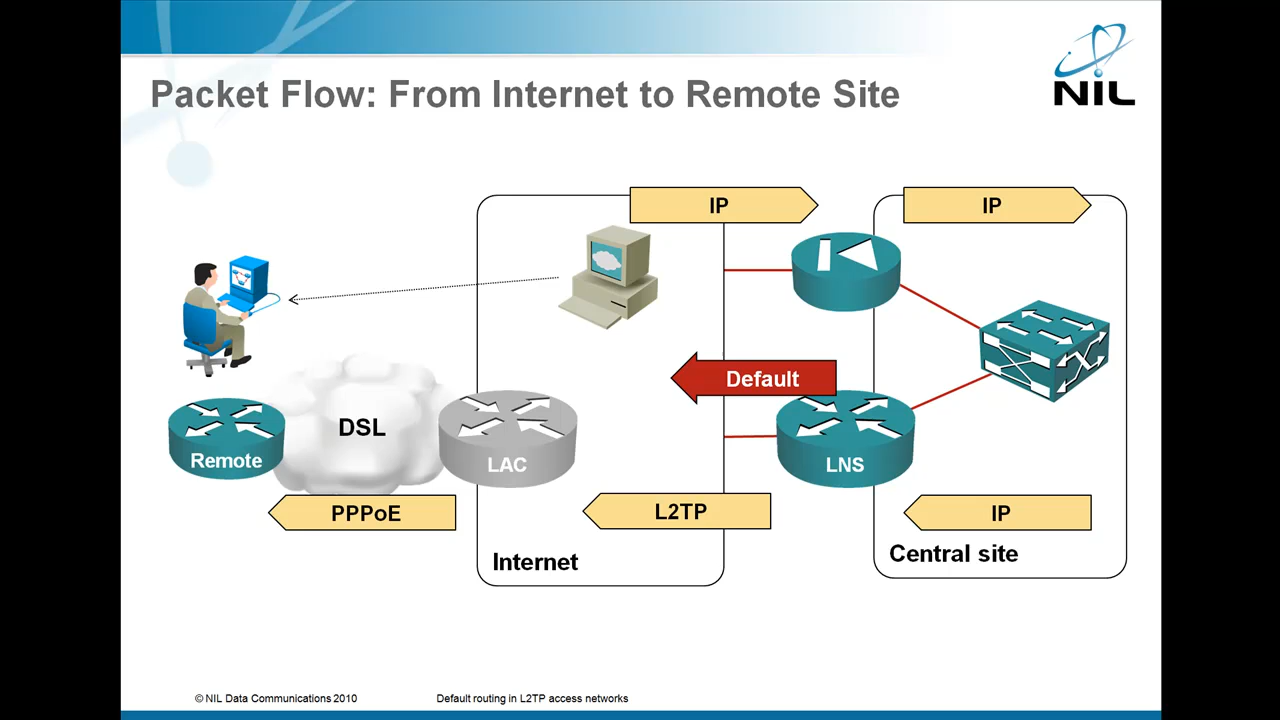 Packet Flow: From Internet to Remote Site
NIL
IP
IP
Default
DSL
Remote
LAC
LNS
PPPoE
L2TP
IP
Internet
Central site
© NIL Data Communications 2010
Default routing in L2TP access networks